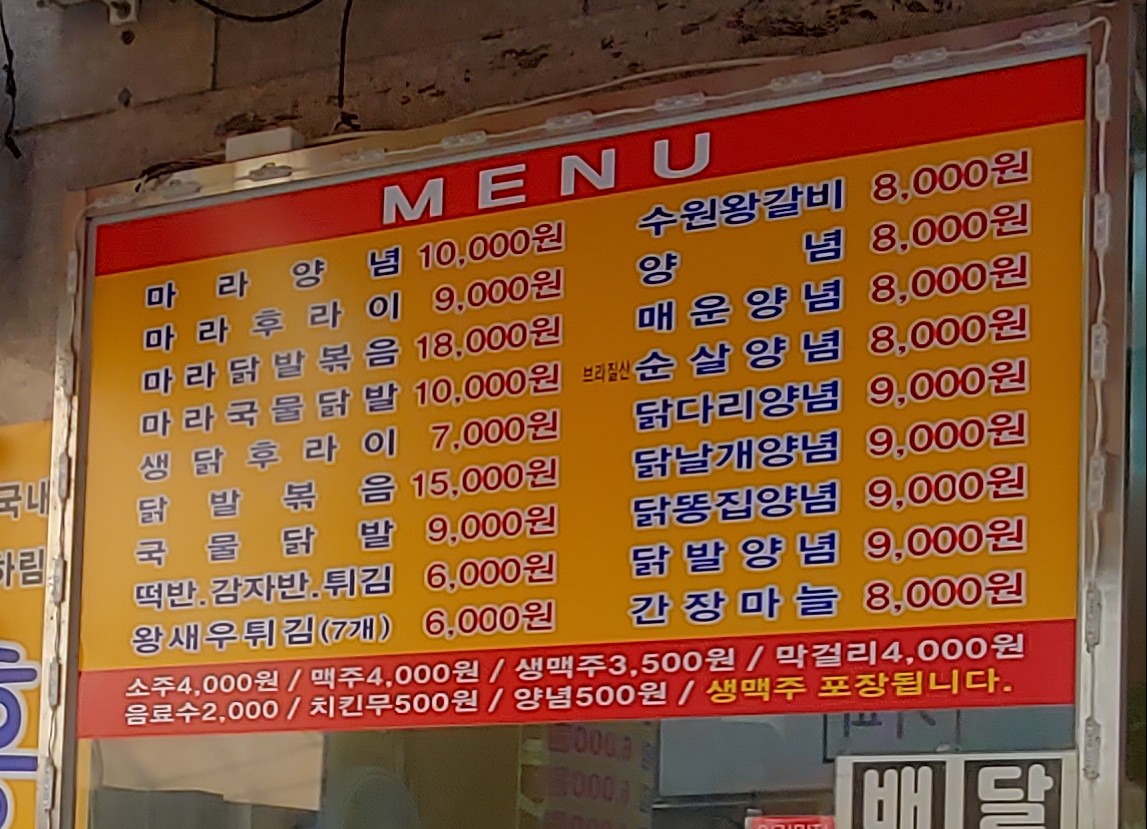 MENU
마라양념 10,000원
마라후라이 9,000원
마라닭발볶음 18,000원
마라국물닭발 10,000원
생닭후라이 7,000원
닭발볶음 15,000원
국물닭발 9,000원
떡반.감자반.튀김 6,000원
왕새우튀김(7개) 6,000원
수원왕갈비 8,000원
양념 8,000원
매운양념 8,000원
브라질산 순살양념 8,000원
닭다리양념 9,000원
닭날개양념 9,000원
닭똥집양념 9,000원
닭발양념 9,000원
간장마늘 8,000원
소주4,000원 / 맥주4,000원 / 생맥주3,500원 / 막걸리4,000원
음료수2,000 / 치킨무500원 / 양념500원 / 생맥주 포장됩니다.
국내
하림
배달